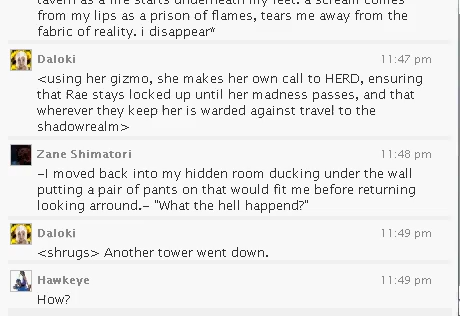 tavern as a fire starts underneath my feet. a scream comes
from my lips as a prison of flames, tears me away from the
fabric of reality. i disappear*
Daloki 11:47 pm
<using her gizmo, she makes her own call to HERD, ensuring
that Rae stays locked up until her madness passes, and that
wherever they keep her is warded against travel to the
shadowrealm>
Zane Shimatori 11:48 pm
~I moved back into my hidden room ducking under the wall
putting a pair of pants on that would fit me before returning
looking arround.~ "What the hell happend?"
Daloki 11:49 pm
<shrugs> Another tower went down.
Hawkeye 11:49 pm
How?